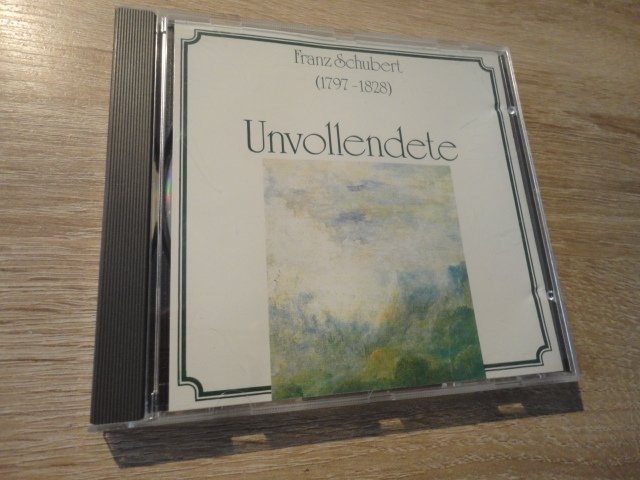 Franz Schubert
(1797-1828)
Unvollendete